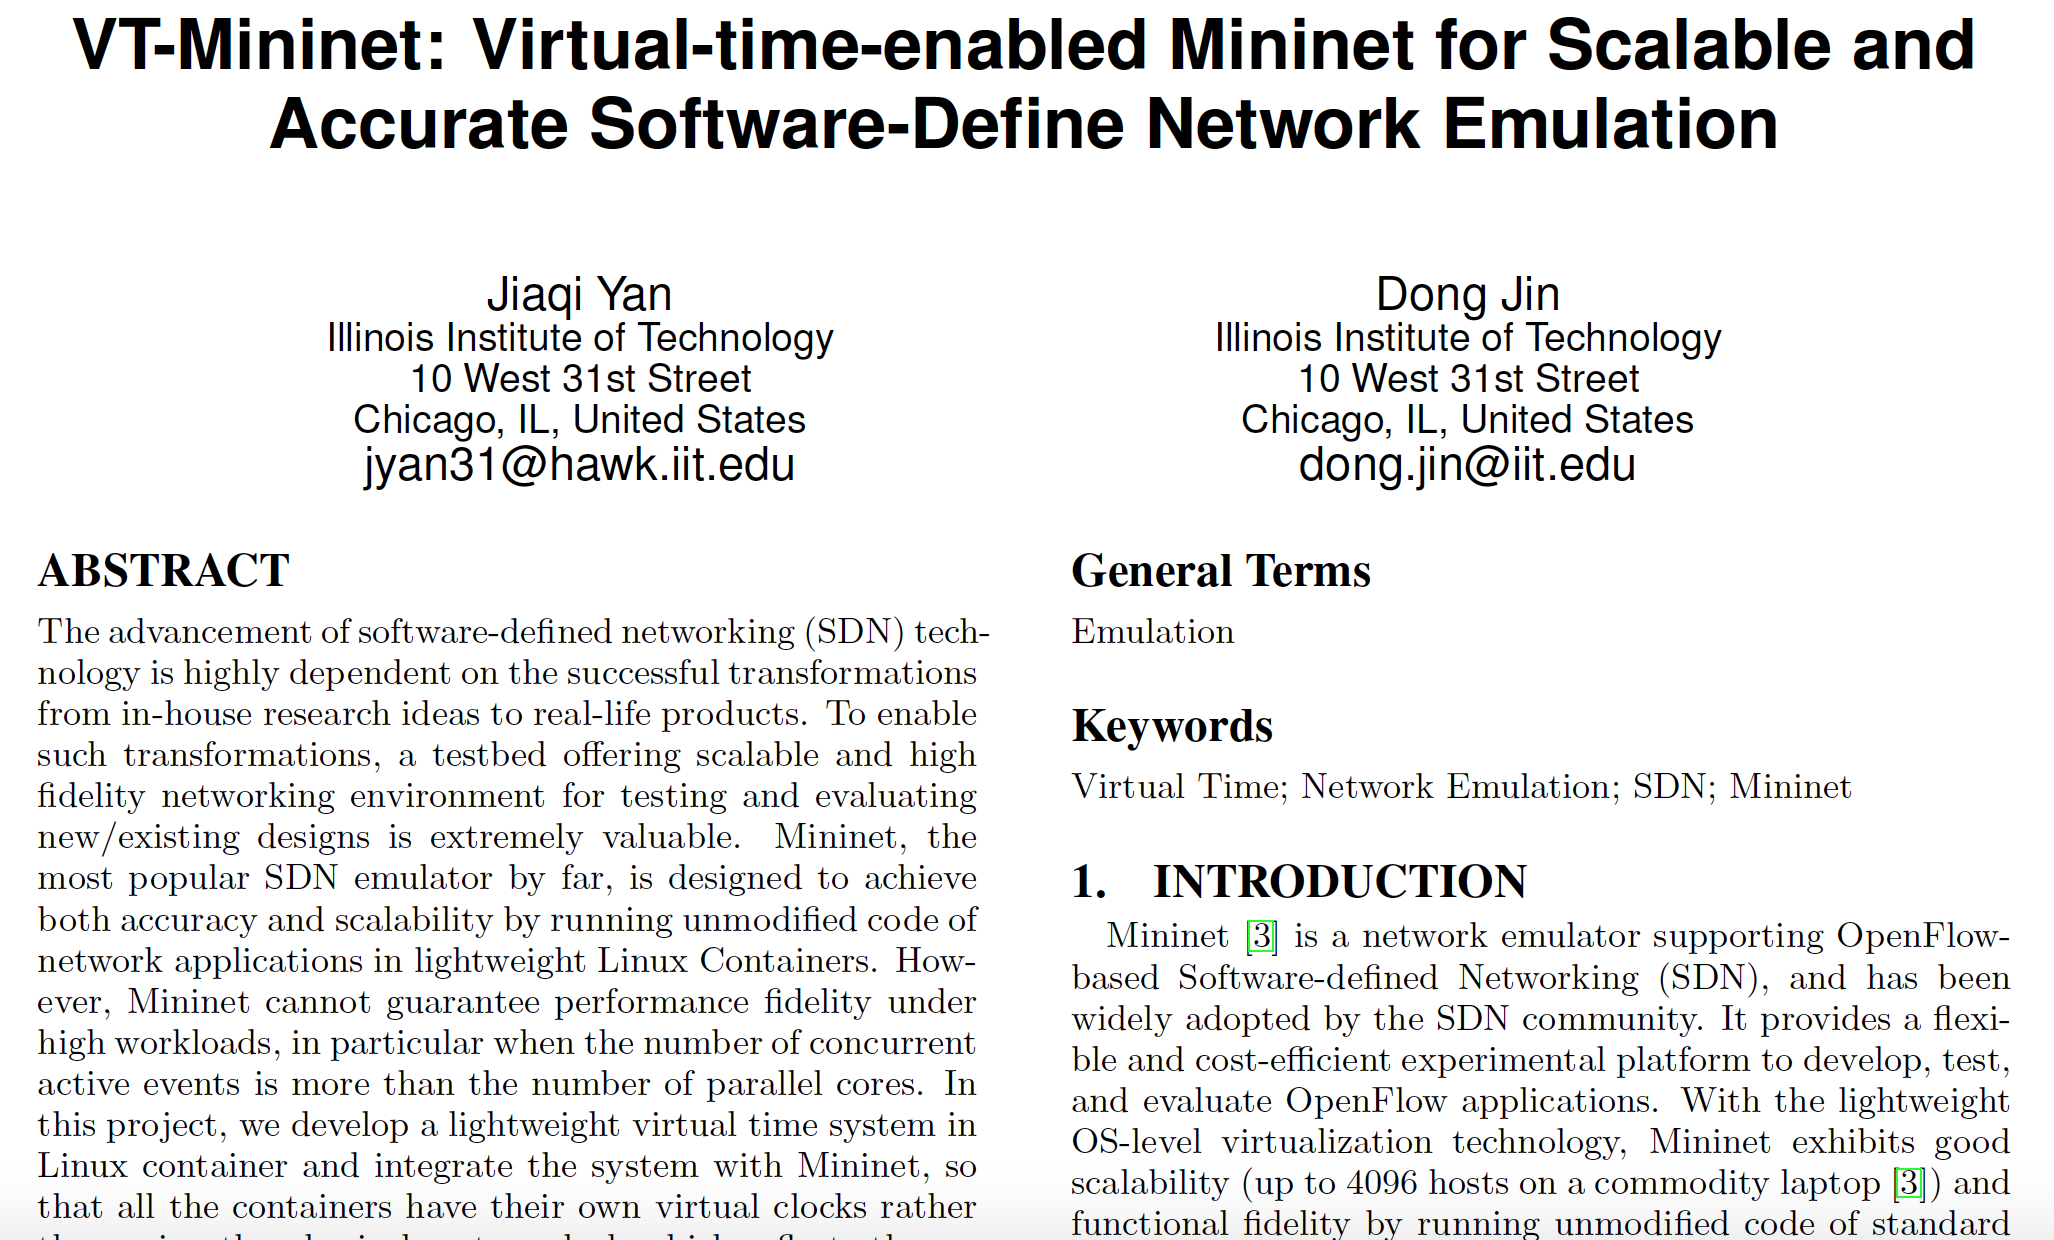 VT-Mininet: Virtual-time-enabled Mininet for Scalable and
Accurate Software-Define Network Emulation
Jiaqi Yan
Illinois Institute of Technology
10 West 31st Street
Chicago, IL, United States
jyan31@hawk.iit.edu
Dong Jin
Illinois Institute of Technology
10 West 31st Street
Chicago, IL, United States
dong.jin@iit.edu
ABSTRACT
The advancement of software-defined networking (SDN) tech-
nology is highly dependent on the successful transformations
from in-house research ideas to real-life products. To enable
such transformations, a testbed offering scalable and high
fidelity networking environment for testing and evaluating
new/existing designs is extremely valuable. Mininet, the
most popular SDN emulator by far, is designed to achieve
both accuracy and scalability by running unmodified code of
network applications in lightweight Linux Containers. How-
ever, Mininet cannot guarantee performance fidelity under
high workloads, in particular when the number of concurrent
active events is more than the number of parallel cores. In
this project, we develop a lightweight virtual time system in
Linux container and integrate the system with Mininet, so
that all the containers have their own virtual clocks rather
General Terms
Emulation
Keywords
Virtual Time; Network Emulation; SDN; Mininet
1. INTRODUCTION
Mininet [3] is a network emulator supporting OpenFlow-
based Software-defined Networking (SDN), and has been
widely adopted by the SDN community. It provides a flexi-
ble and cost-efficient experimental platform to develop, test,
and evaluate OpenFlow applications. With the lightweight
OS-level virtualization technology, Mininet exhibits good
scalability (up to 4096 hosts on a commodity laptop [3]) and
functional fidelity by running unmodified code of standard